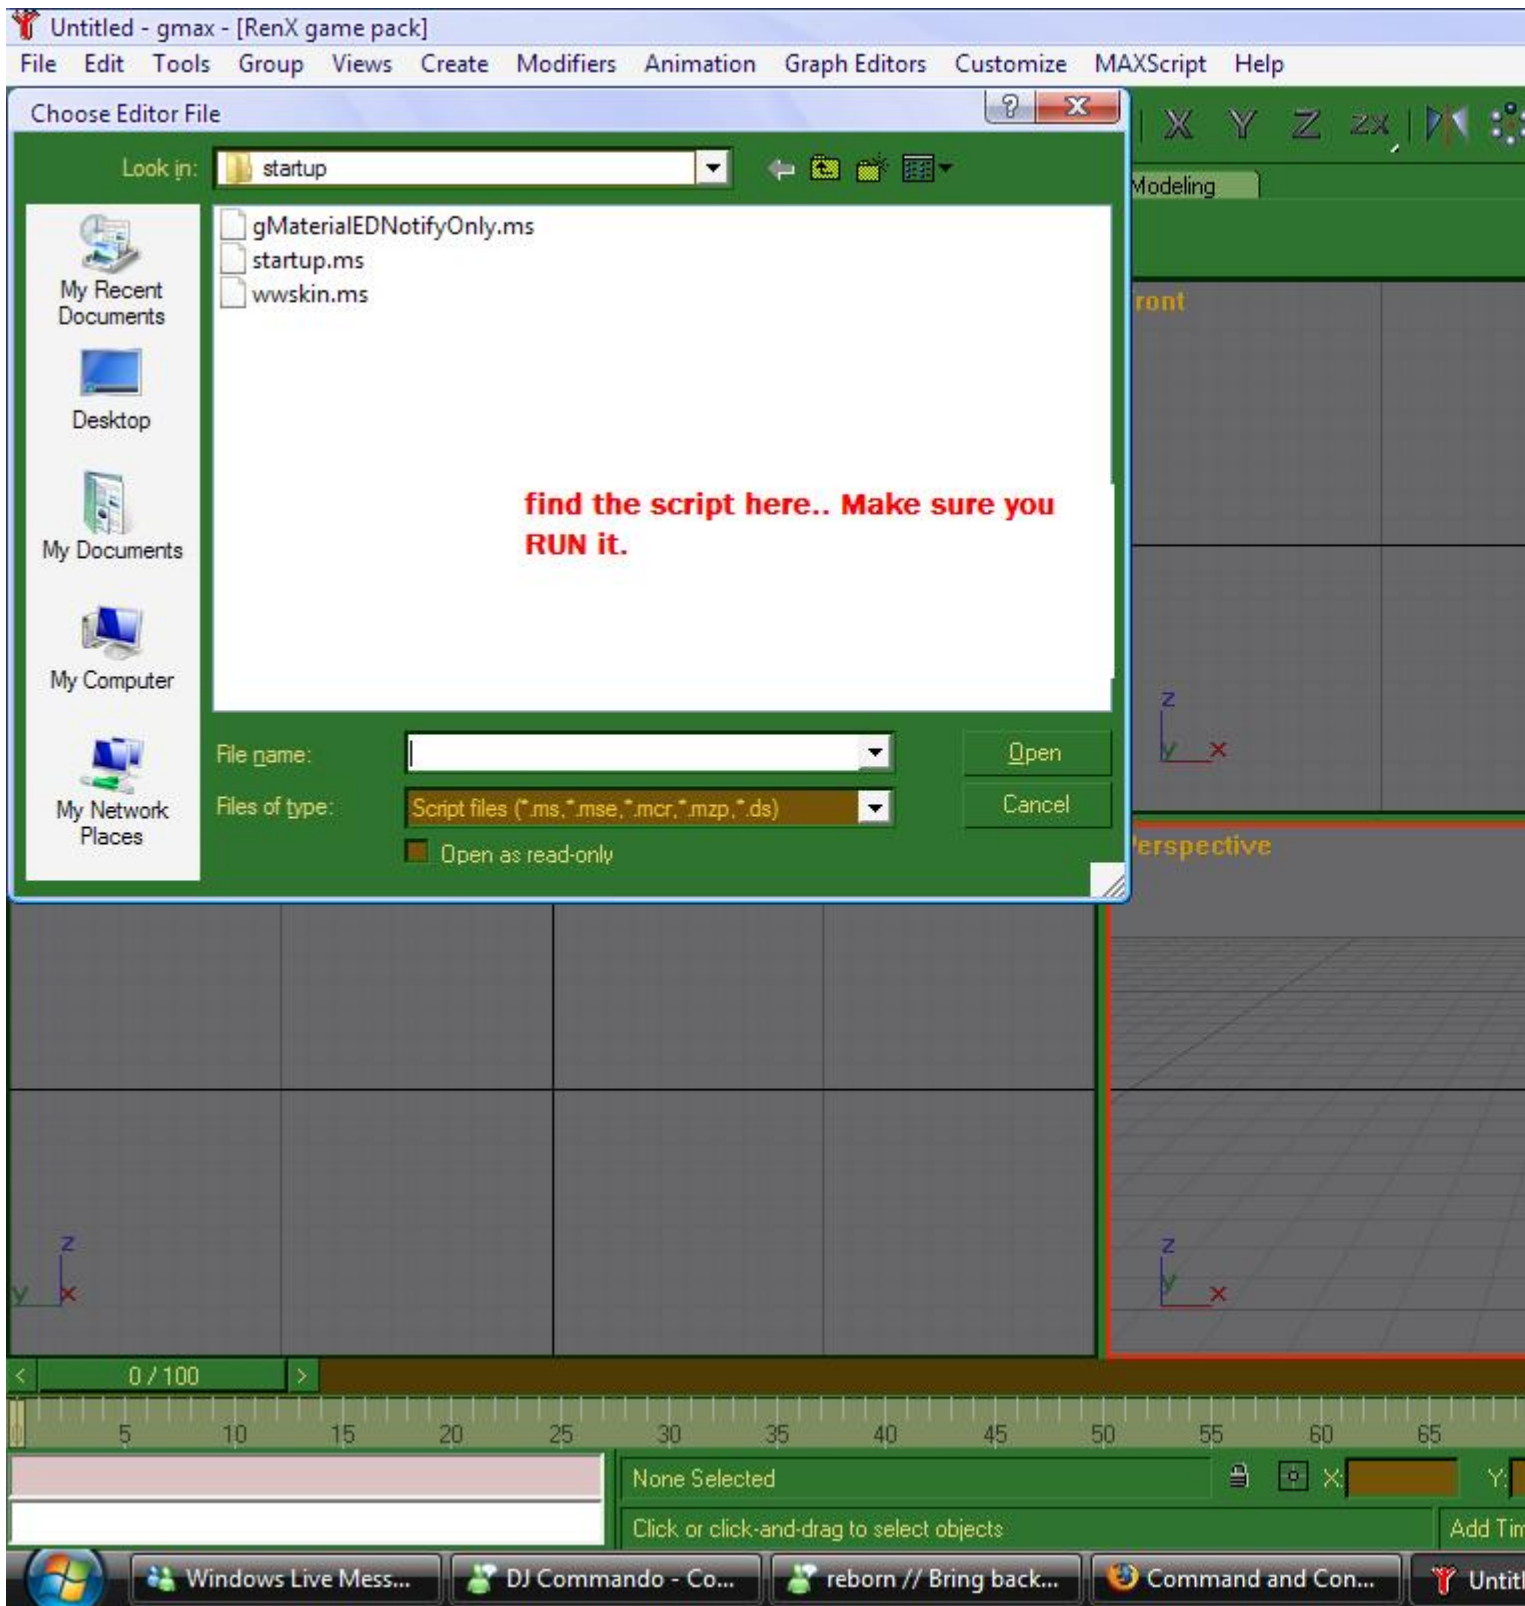 Untitled - gmax - [RenX game pack]
File Edit Tools Group Views Create Modifiers Animation Graph Editors Customize MAXScript Help
Choose Editor File
? X
X Y Z ZX
Look in: startup
Modeling
gMaterialEDNotifyOnly.ms
startup.ms
wwskin.ms
My Recent
Documents
Desktop
My Documents
My Computer
My Network
Places
find the script here.. Make sure you
RUN it.
ront
File name:
Open
Files of type: Script files (*.ms,*.mse,*.mcr,*.mzp,*.ds)
Cancel
Open as read-only
z
y x
erspective
z
y x
z
y x
< 0 / 100 >
5 10 15 20 25 30 35 40 45 50 55 60 65
None Selected
X: Y:
Click or click-and-drag to select objects
Add Tim
Windows Live Mess... DJ Commando - Co... reborn // Bring back... Command and Con... Untitl